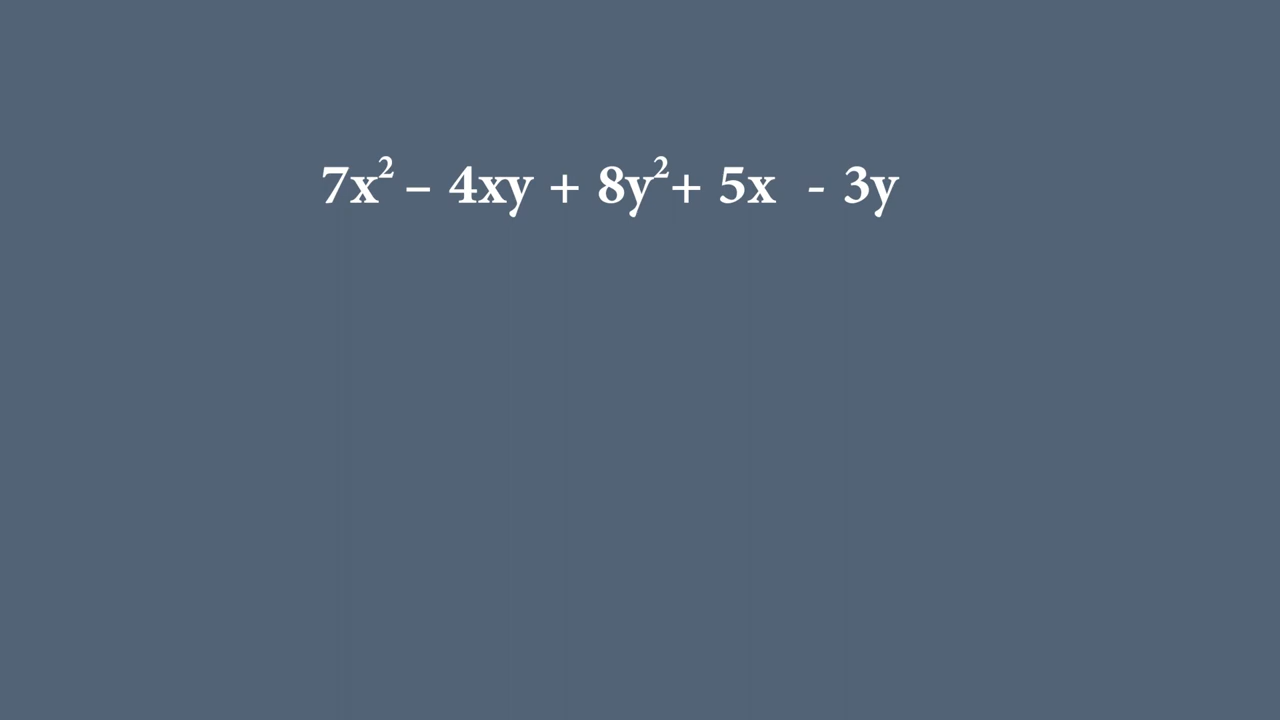 7x² – 4xy + 8y²+ 5x - 3y